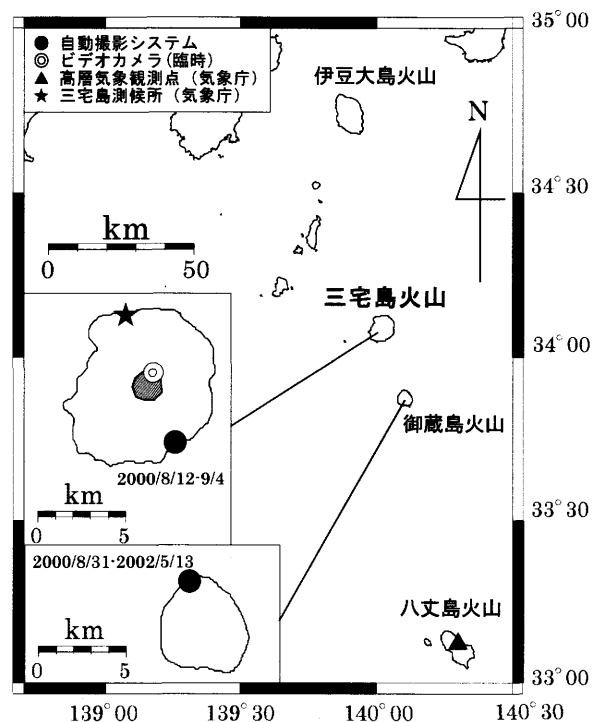 ● 自動撮影システム
◎ ビデオカメラ(臨時)
▲ 高層気象観測点 (気象庁)
★ 三宅島測候所 (気象庁)
伊豆大島火山
N
km
0 50
三宅島火山
御蔵島火山
八丈島火山
2000/8/12-9/4
km
0 5
2000/8/31-2002/5/13
km
0 5
35°00
34°30
34°00
33°30
33°00
139°00 139°30 140°00 140°30